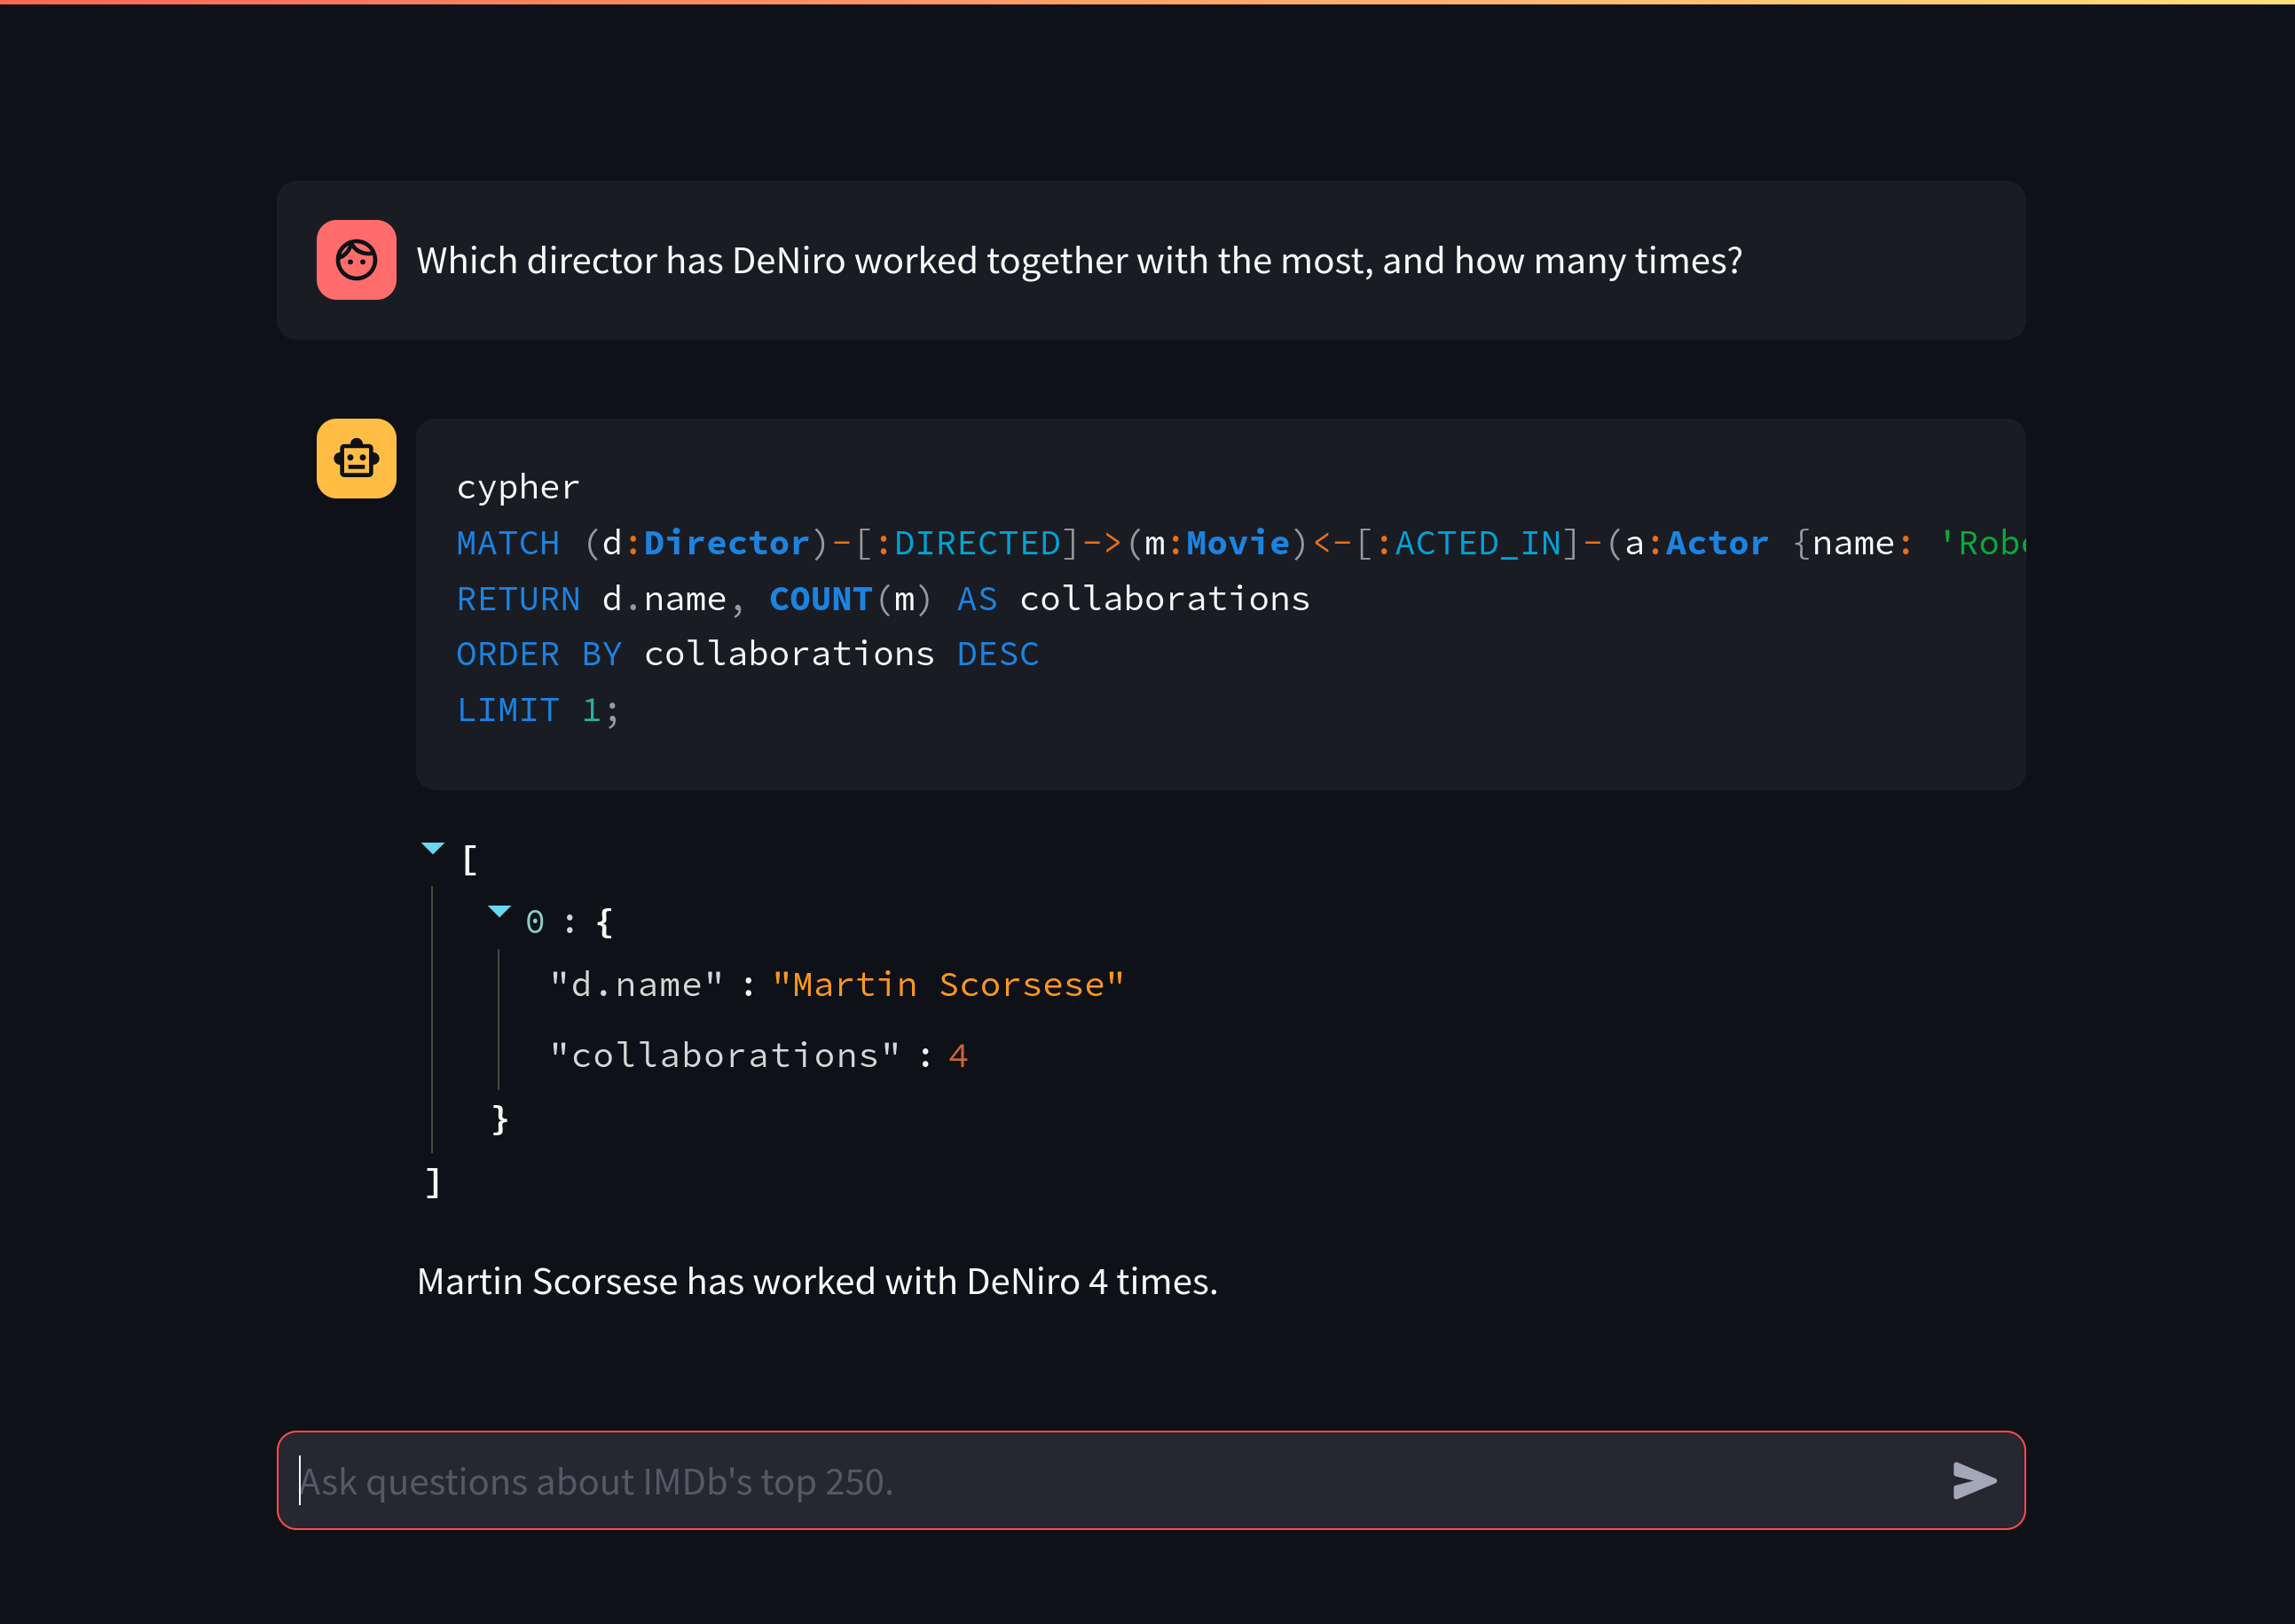 Which director has DeNiro worked together with the most, and how many times?
cypher
MATCH (d:Director)-[:DIRECTED]->(m:Movie)<-[:ACTED_IN]-(a:Actor {name: 'Rob
RETURN d.name, COUNT(m) AS collaborations
ORDER BY collaborations DESC
LIMIT 1;
[
0 : {
"d.name" : "Martin Scorsese"
"collaborations" : 4
}
]
Martin Scorsese has worked with DeNiro 4 times.
Ask questions about IMDb's top 250.